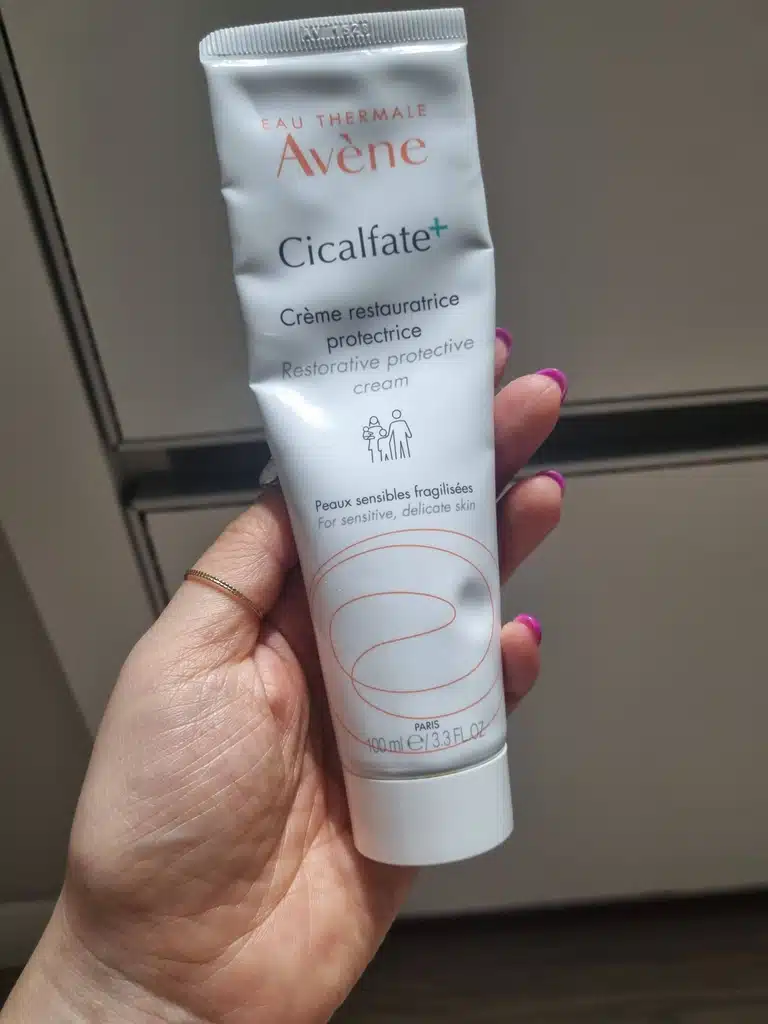 EAU THERMALE
Avène
Cicalfate+
Crème restauratrice
protectrice
Restorative protective
cream
Peaux sensibles fragilisées
For sensitive, delicate skin
PARIS
100 ml ℮/3.3 FL.OZ